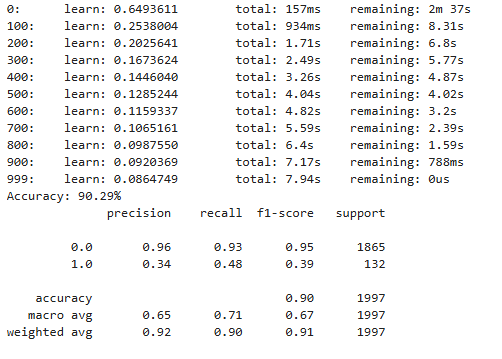 0: learn: 0.6493611 total: 157ms remaining: 2m 37s
100: learn: 0.2538004 total: 934ms remaining: 8.31s
200: learn: 0.2025641 total: 1.71s remaining: 6.8s
300: learn: 0.1673624 total: 2.49s remaining: 5.77s
400: learn: 0.1446040 total: 3.26s remaining: 4.87s
500: learn: 0.1285244 total: 4.04s remaining: 4.02s
600: learn: 0.1159337 total: 4.82s remaining: 3.2s
700: learn: 0.1065161 total: 5.59s remaining: 2.39s
800: learn: 0.0987550 total: 6.4s remaining: 1.59s
900: learn: 0.0920369 total: 7.17s remaining: 788ms
999: learn: 0.0864749 total: 7.94s remaining: 0us
Accuracy: 90.29%
precision recall f1-score support
0.0 0.96 0.93 0.95 1865
1.0 0.34 0.48 0.39 132
accuracy 0.90 1997
macro avg 0.65 0.71 0.67 1997
weighted avg 0.92 0.90 0.91 1997